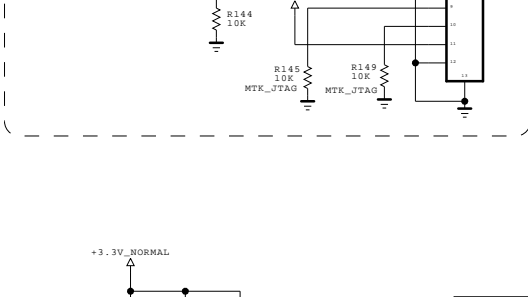 9
R144
10K
10
11
R145
10K
MTK_JTAG
R149
10K
MTK_JTAG
12
13
+3.3V_NORMAL